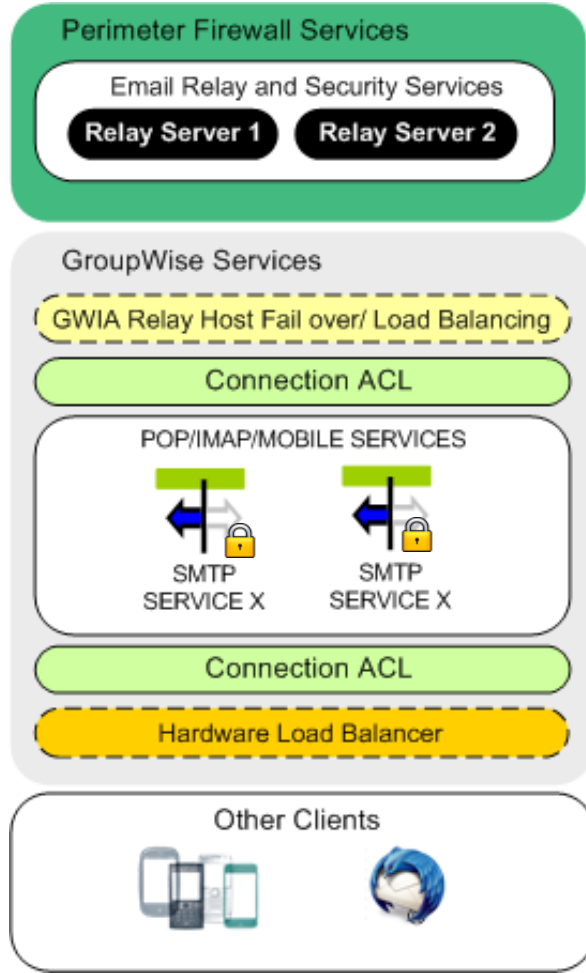 Perimeter Firewall Services
Email Relay and Security Services
Relay Server 1
Relay Server 2
GroupWise Services
GWIA Relay Host Fail over/ Load Balancing
Connection ACL
POP/IMAP/MOBILE SERVICES
SMTP
SERVICE X
SMTP
SERVICE X
Connection ACL
Hardware Load Balancer
Other Clients